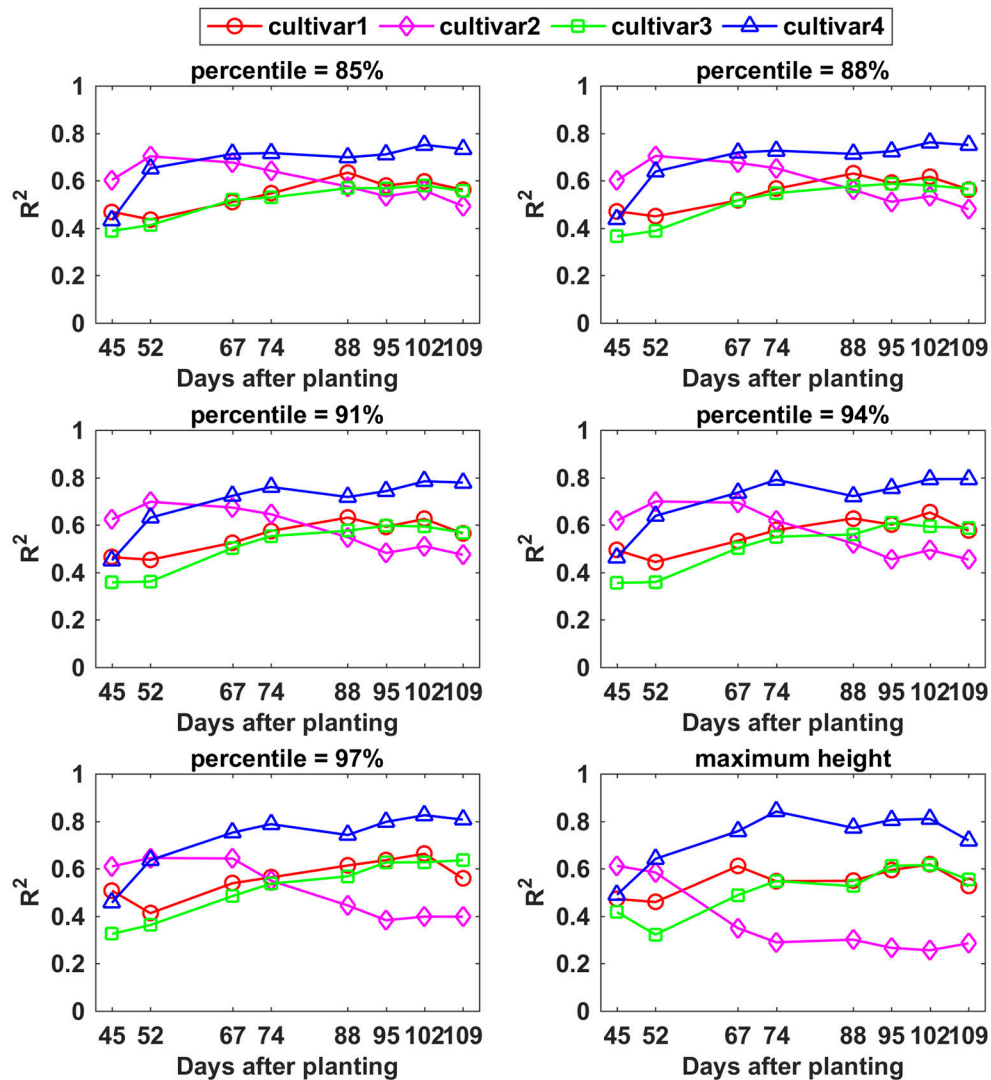 cultivar1 cultivar2 cultivar3 cultivar4
percentile = 85%
1
0.8
0.6
0.4
0.2
0
R²
45 52 67 74 88 95 102 109
Days after planting
percentile = 88%
1
0.8
0.6
0.4
0.2
0
R²
45 52 67 74 88 95 102 109
Days after planting
percentile = 91%
1
0.8
0.6
0.4
0.2
0
R²
45 52 67 74 88 95 102 109
Days after planting
percentile = 94%
1
0.8
0.6
0.4
0.2
0
R²
45 52 67 74 88 95 102 109
Days after planting
percentile = 97%
1
0.8
0.6
0.4
0.2
0
R²
45 52 67 74 88 95 102 109
Days after planting
maximum height
1
0.8
0.6
0.4
0.2
0
R²
45 52 67 74 88 95 102 109
Days after planting